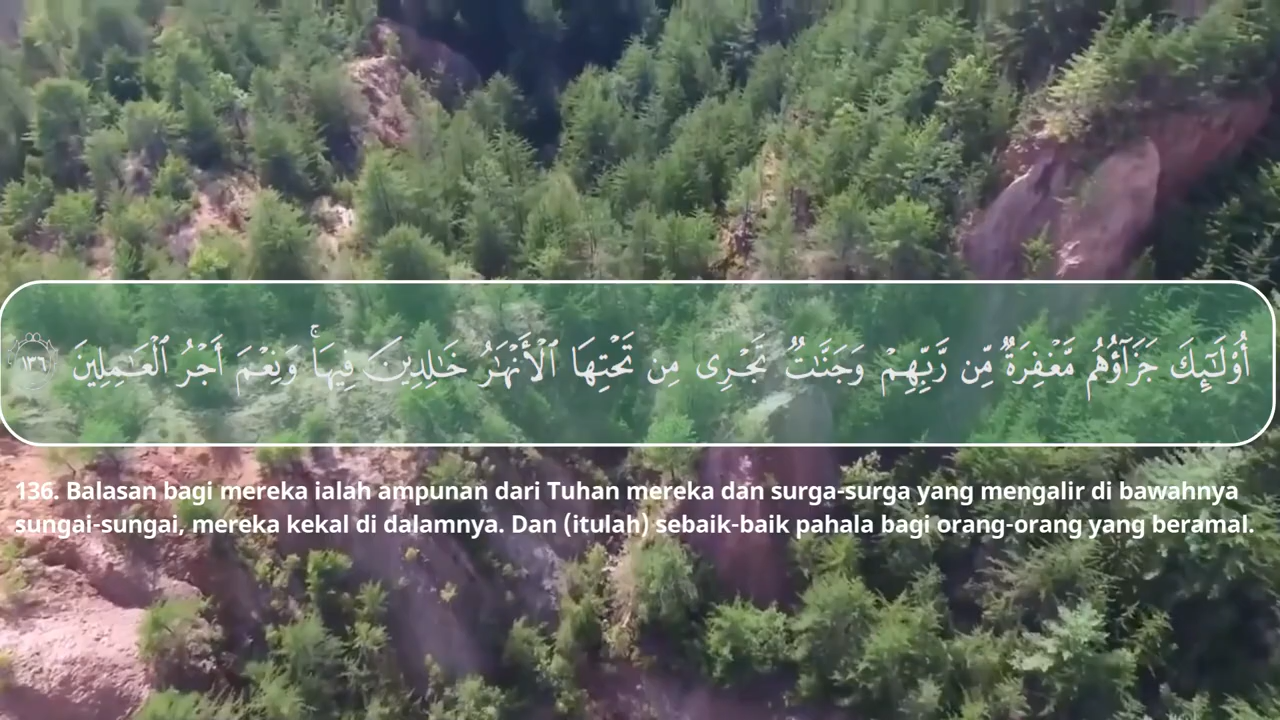 أُوْلَٰٓئِكَ جَزَآؤُهُم مَّغْفِرَةٌ مِّن رَّبِّهِمْ وَجَنَّٰتٌ تَجْرِى مِن تَحْتِهَا ٱلْأَنْهَٰرُ خَٰلِدِينَ فِيهَا ۚ وَنِعْمَ أَجْرُ ٱلْعَٰمِلِينَ ١٣٦
136. Balasan bagi mereka ialah ampunan dari Tuhan mereka dan surga-surga yang mengalir di bawahnya
sungai-sungai, mereka kekal di dalamnya. Dan (itulah) sebaik-baik pahala bagi orang-orang yang beramal.